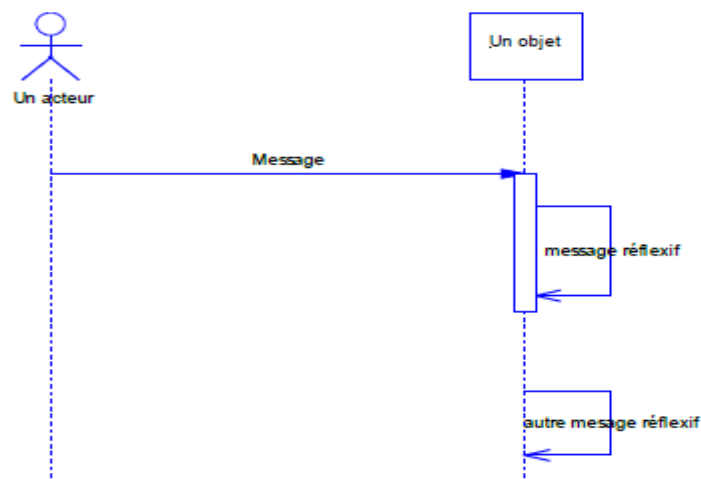 Un objet
Un acteur
Message
message réflexif
autre mesage réflexif